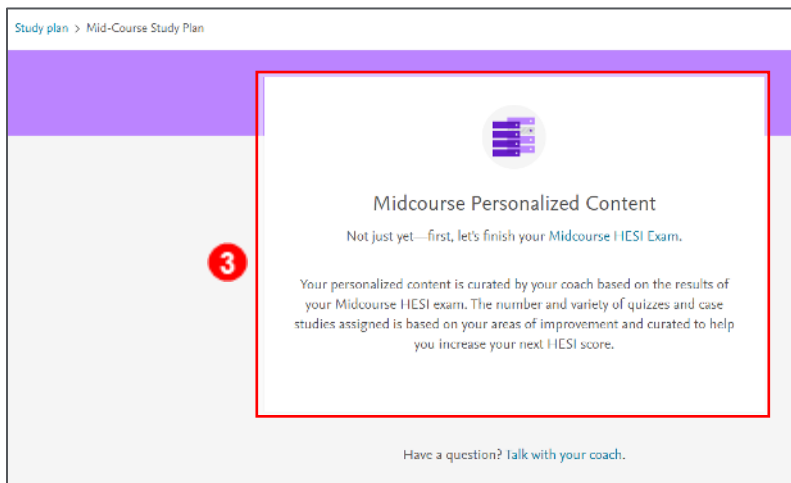 Study plan > Mid-Course Study Plan
Midcourse Personalized Content
Not just yet—first, let's finish your Midcourse HESI Exam.
3
Your personalized content is curated by your coach based on the results of
your Midcourse HESI exam. The number and variety of quizzes and case
studies assigned is based on your areas of improvement and curated to help
you increase your next HESI score.
Have a question? Talk with your coach.